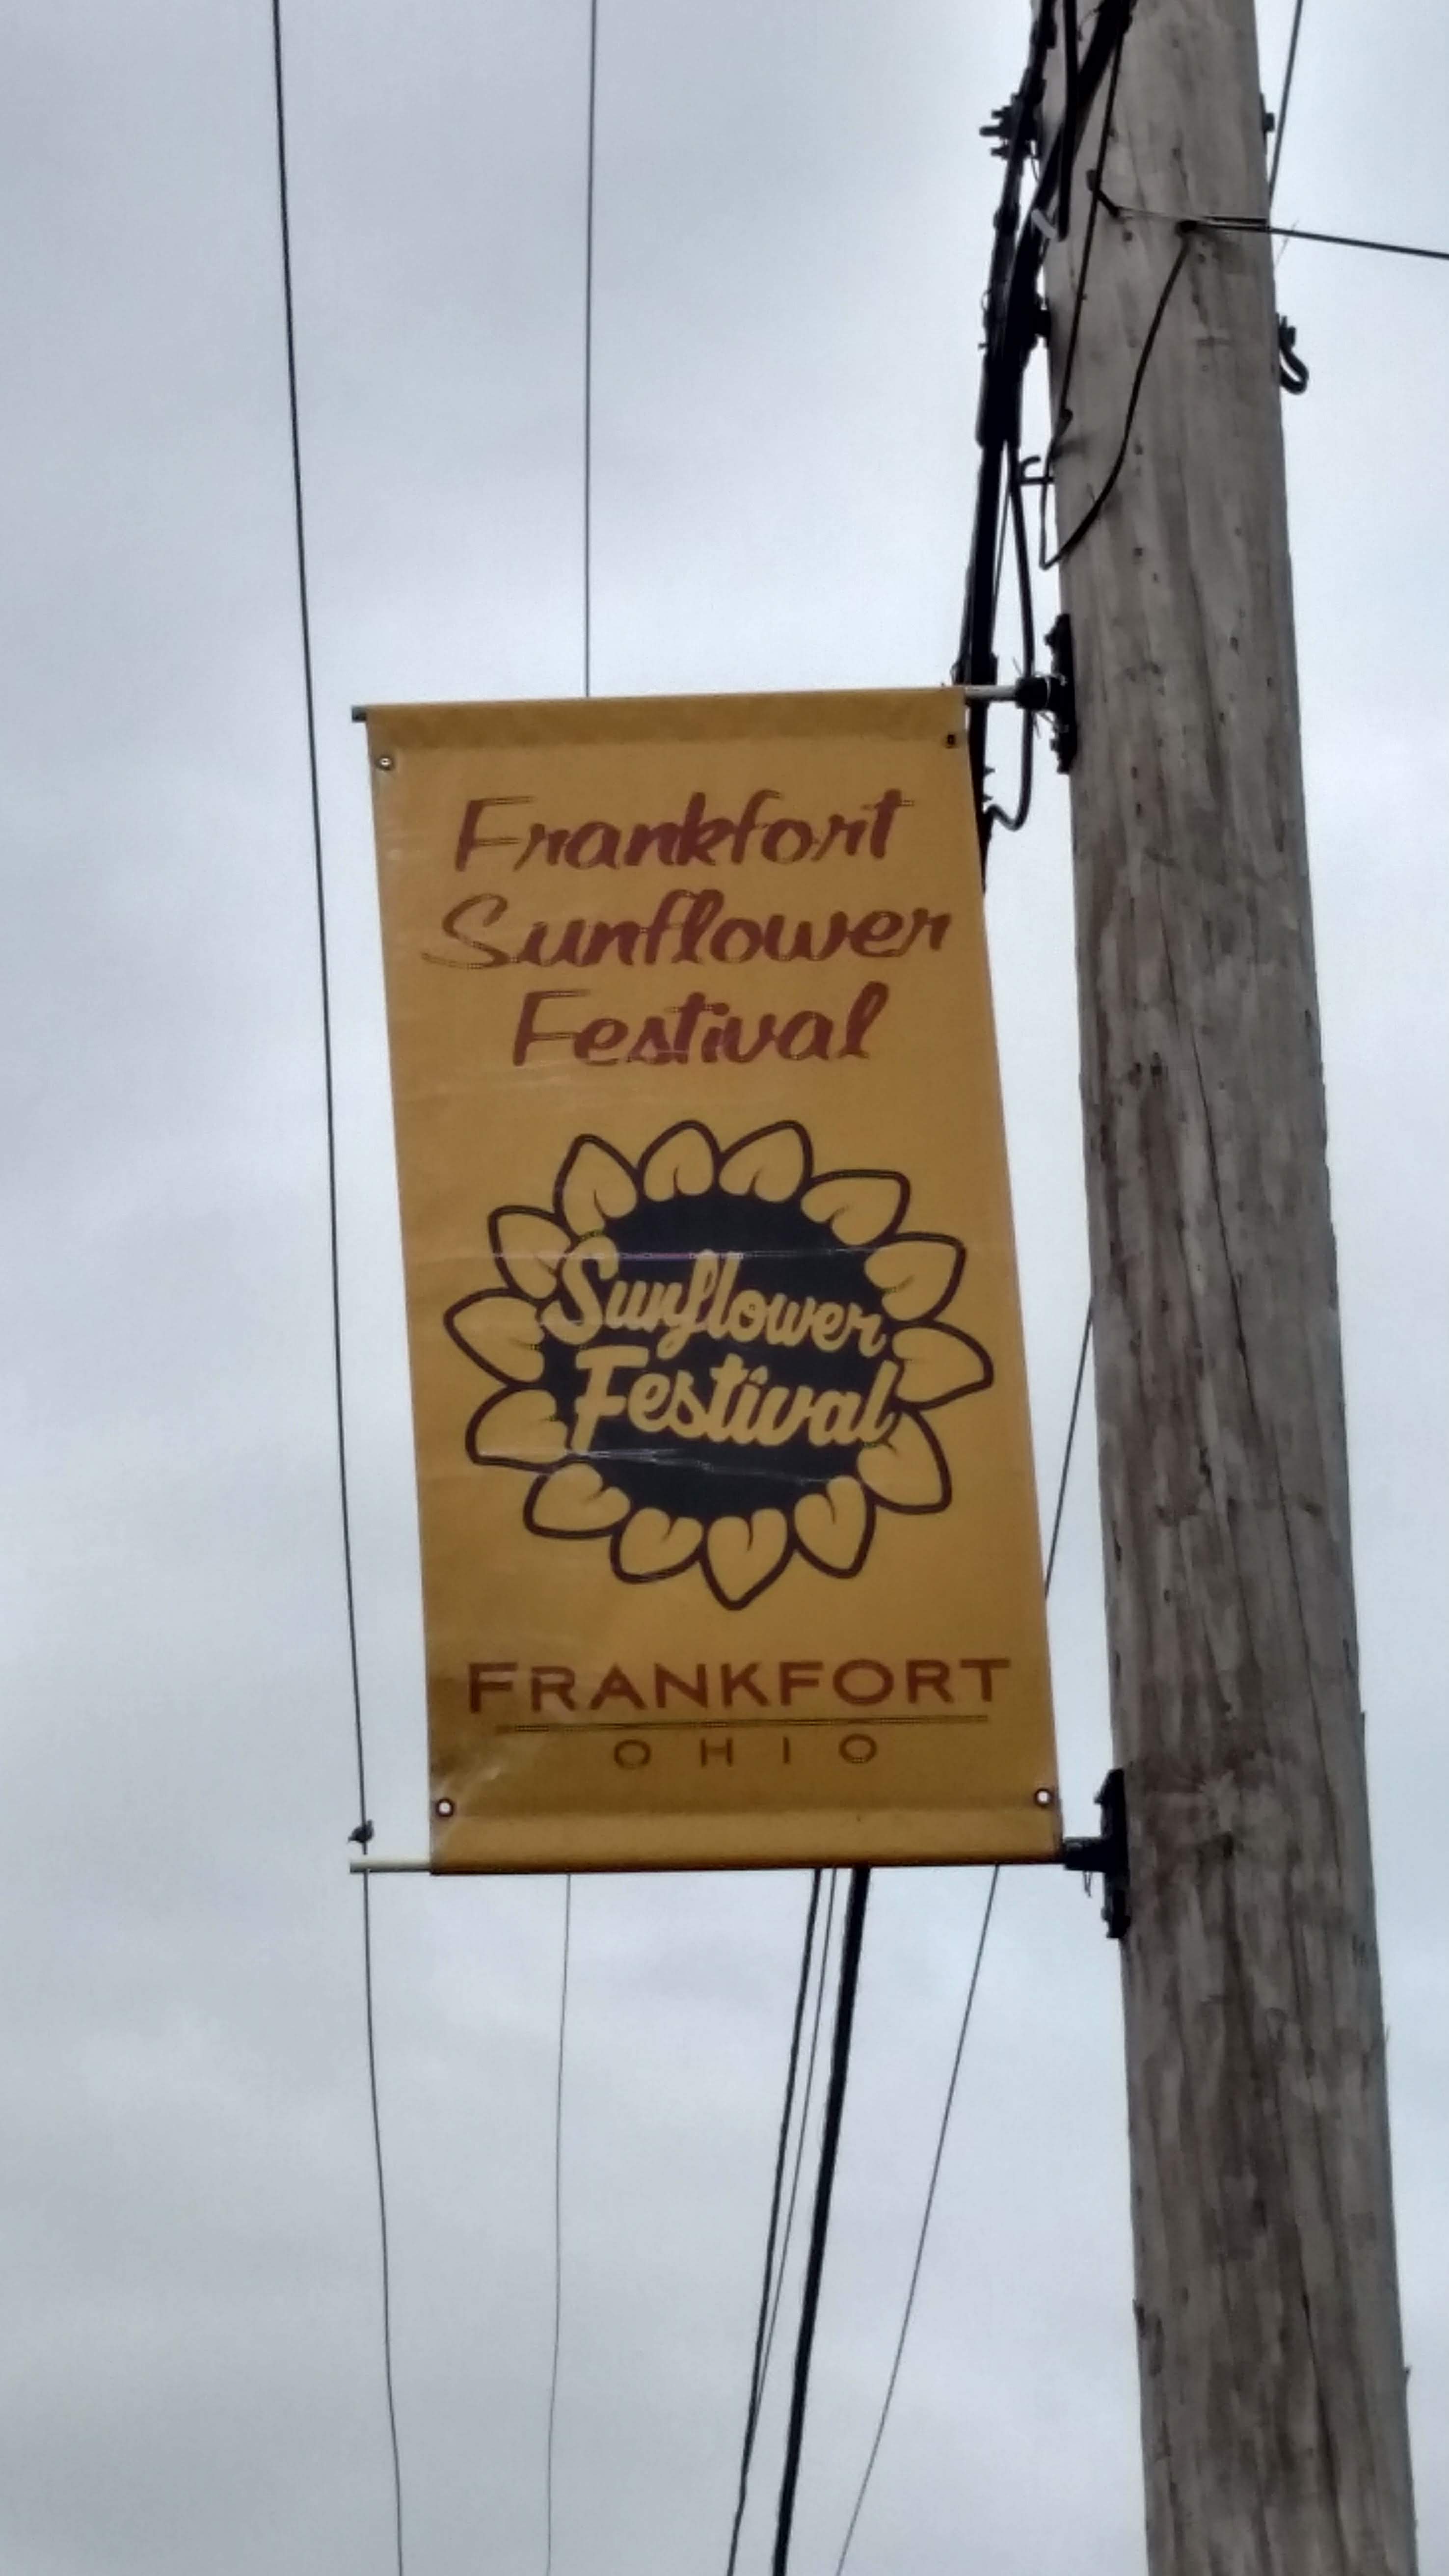 Frankfort
Sunflower
Festival
Sunflower
Festival
FRANKFORT
OHIO